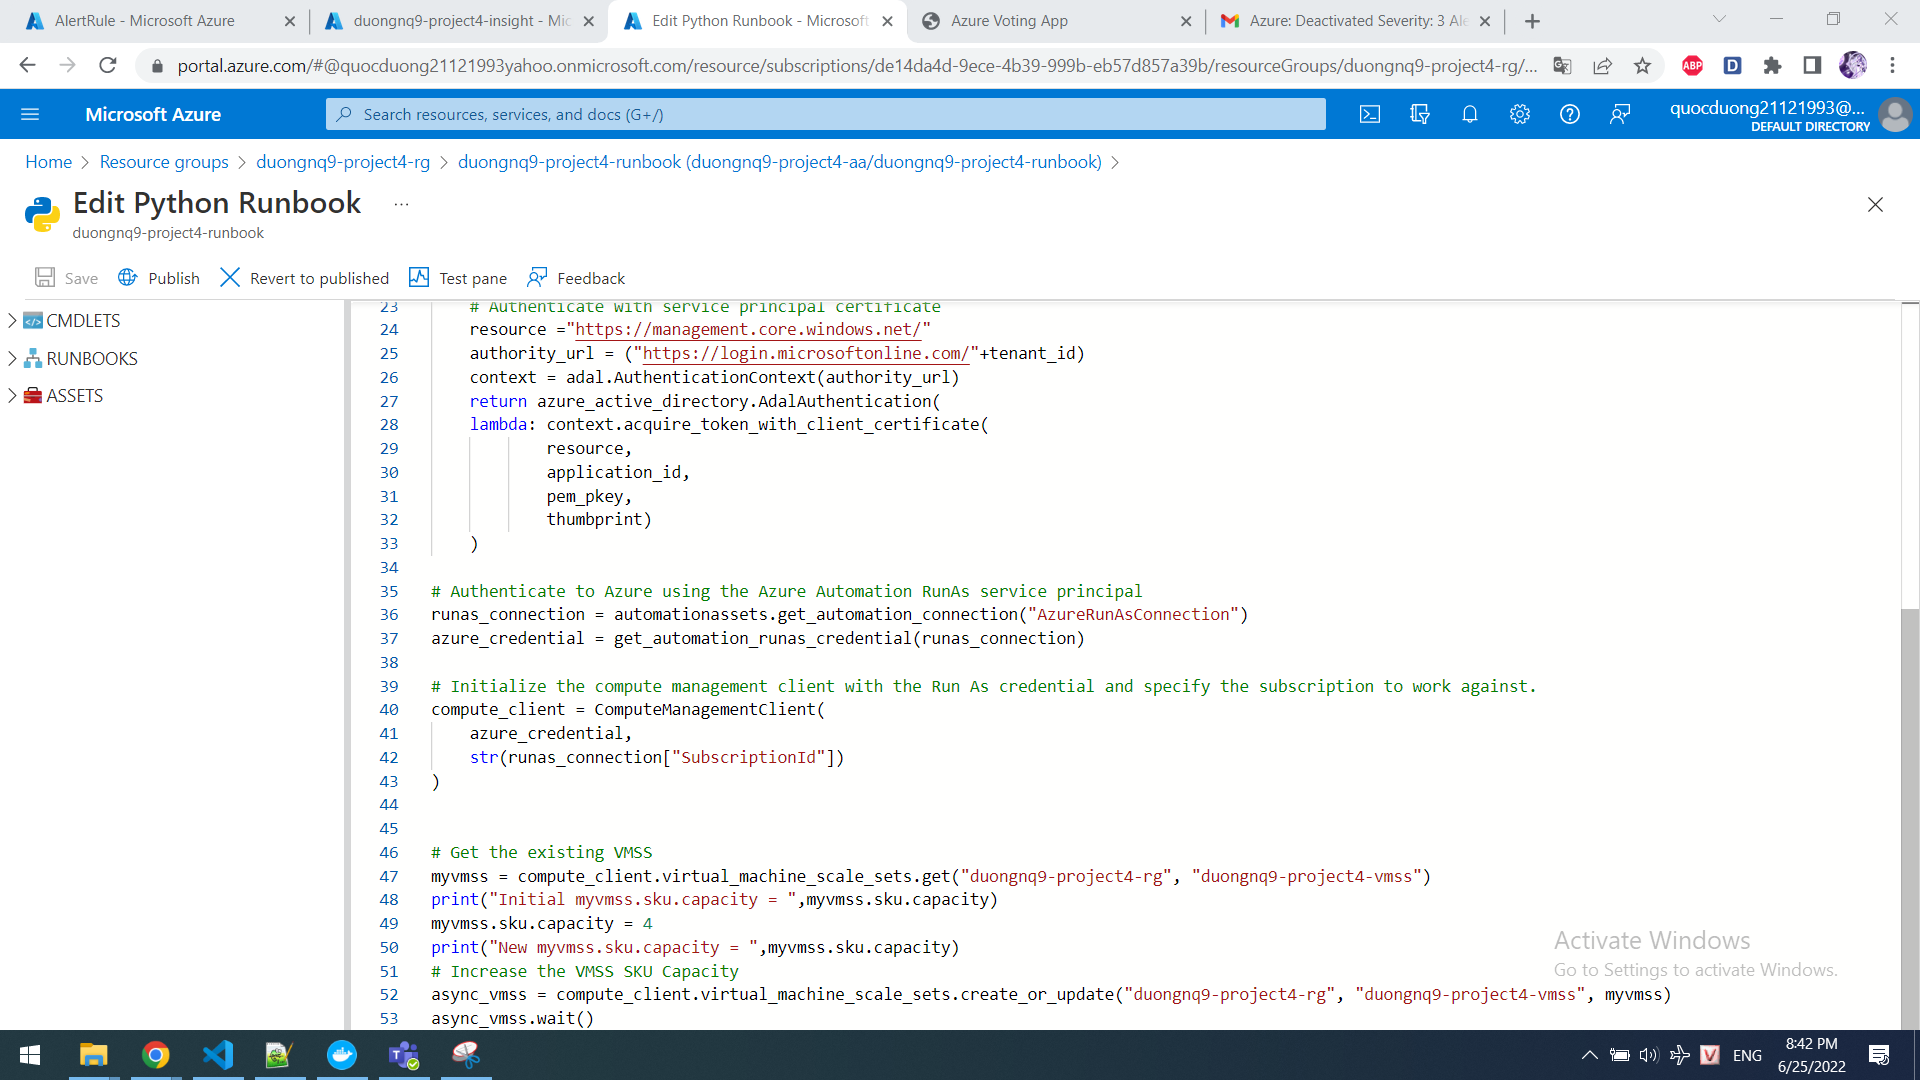 AlertRule - Microsoft Azure
duongnq9-project4-insight - Mic
Edit Python Runbook - Microsoft
Azure Voting App
Azure: Deactivated Severity: 3 Ale
portal.azure.com/#@quocduong21121993yahoo.onmicrosoft.com/resource/subscriptions/de14da4d-9ece-4b39-999b-eb57d857a39b/resourceGroups/duongnq9-project4-rg/...
ABP
D
Microsoft Azure
Search resources, services, and docs (G+/)
quocduong21121993@...
DEFAULT DIRECTORY
Home > Resource groups > duongnq9-project4-rg > duongnq9-project4-runbook (duongnq9-project4-aa/duongnq9-project4-runbook) >
Edit Python Runbook ...
duongnq9-project4-runbook
Save Publish Revert to published Test pane Feedback
CMDLETS
RUNBOOKS
ASSETS
23 # Authenticate with service principal certificate
24 resource ="https://management.core.windows.net/"
25 authority_url = ("https://login.microsoftonline.com/"+tenant_id)
26 context = adal.AuthenticationContext(authority_url)
27 return azure_active_directory.AdalAuthentication(
28 lambda: context.acquire_token_with_client_certificate(
29 resource,
30 application_id,
31 pem_pkey,
32 thumbprint)
33 )
34
35 # Authenticate to Azure using the Azure Automation RunAs service principal
36 runas_connection = automationassets.get_automation_connection("AzureRunAsConnection")
37 azure_credential = get_automation_runas_credential(runas_connection)
38
39 # Initialize the compute management client with the Run As credential and specify the subscription to work against.
40 compute_client = ComputeManagementClient(
41 azure_credential,
42 str(runas_connection["SubscriptionId"])
43 )
44
45
46 # Get the existing VMSS
47 myvmss = compute_client.virtual_machine_scale_sets.get("duongnq9-project4-rg", "duongnq9-project4-vmss")
48 print("Initial myvmss.sku.capacity = ",myvmss.sku.capacity)
49 myvmss.sku.capacity = 4
50 print("New myvmss.sku.capacity = ",myvmss.sku.capacity)
51 # Increase the VMSS SKU Capacity
52 async_vmss = compute_client.virtual_machine_scale_sets.create_or_update("duongnq9-project4-rg", "duongnq9-project4-vmss", myvmss)
53 async_vmss.wait()
Activate Windows
Go to Settings to activate Windows.
V
ENG
8:42 PM
6/25/2022